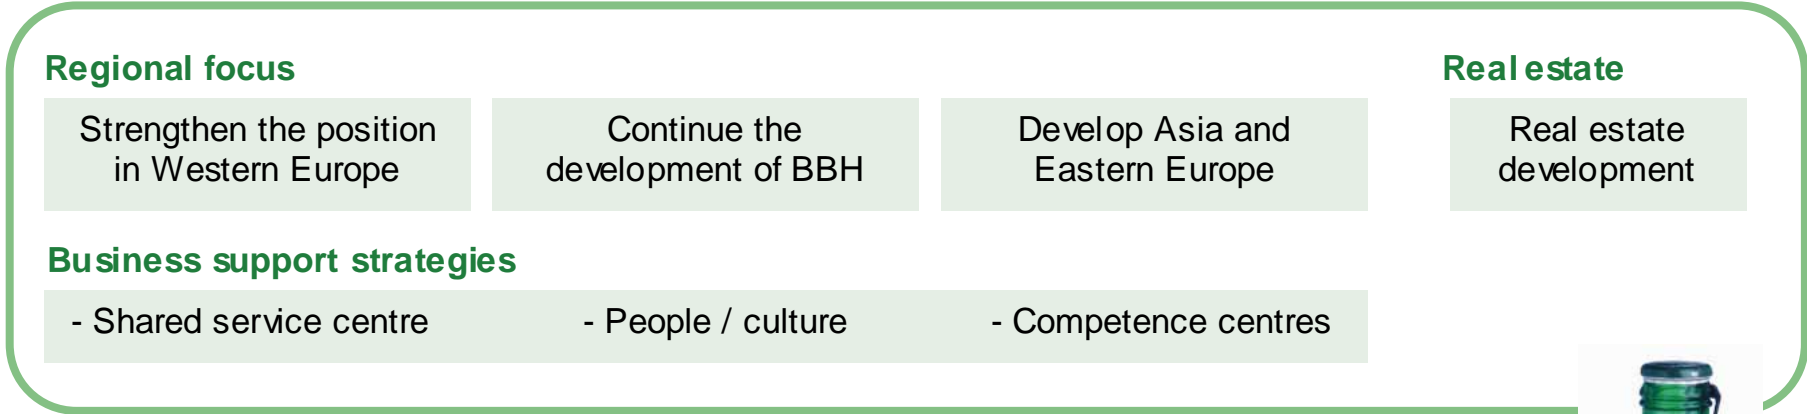 Regional focus
Real estate
Strengthen the position
in Western Europe
Continue the
development of BBH
Develop Asia and
Eastern Europe
Real estate
development
Business support strategies
- Shared service centre
- People / culture
- Competence centres